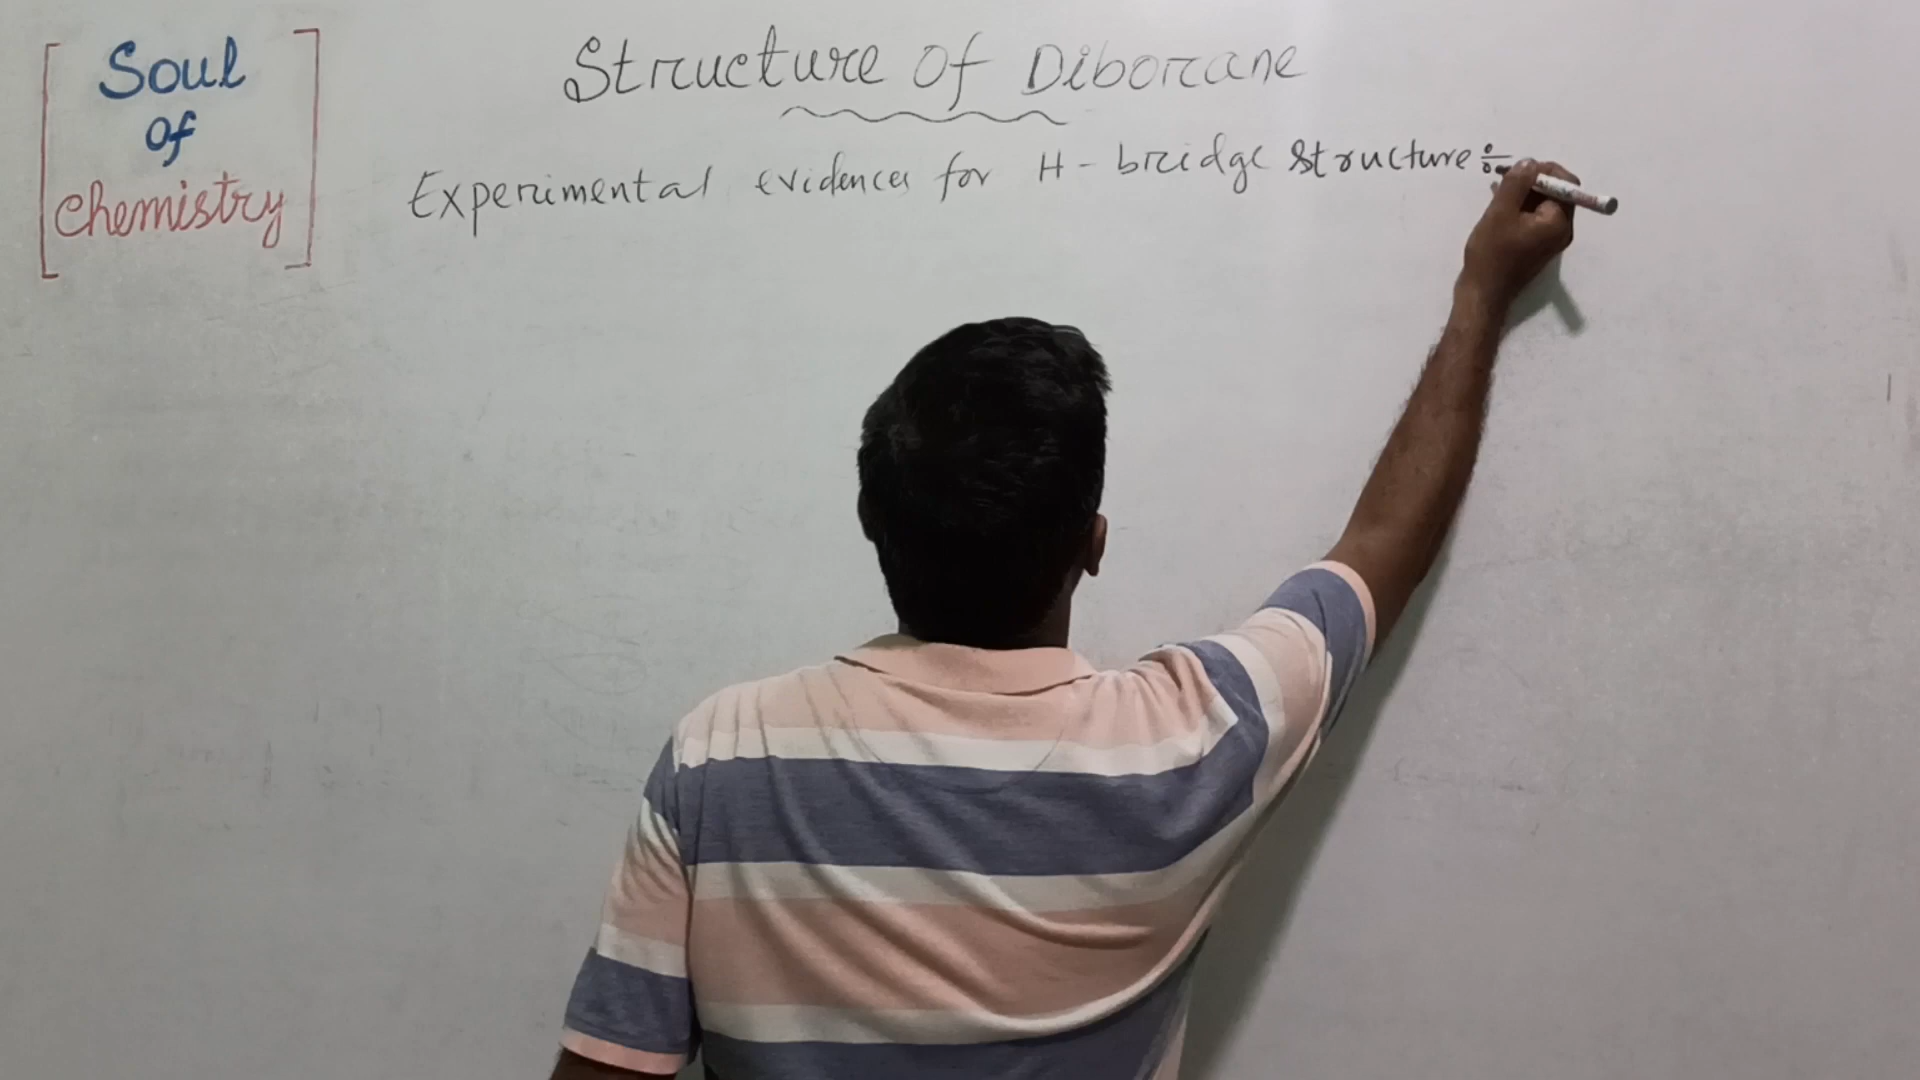 Soul
Of
Chemistry
Structure Of Diborane
Experimental evidences for H - bridge Structure :-